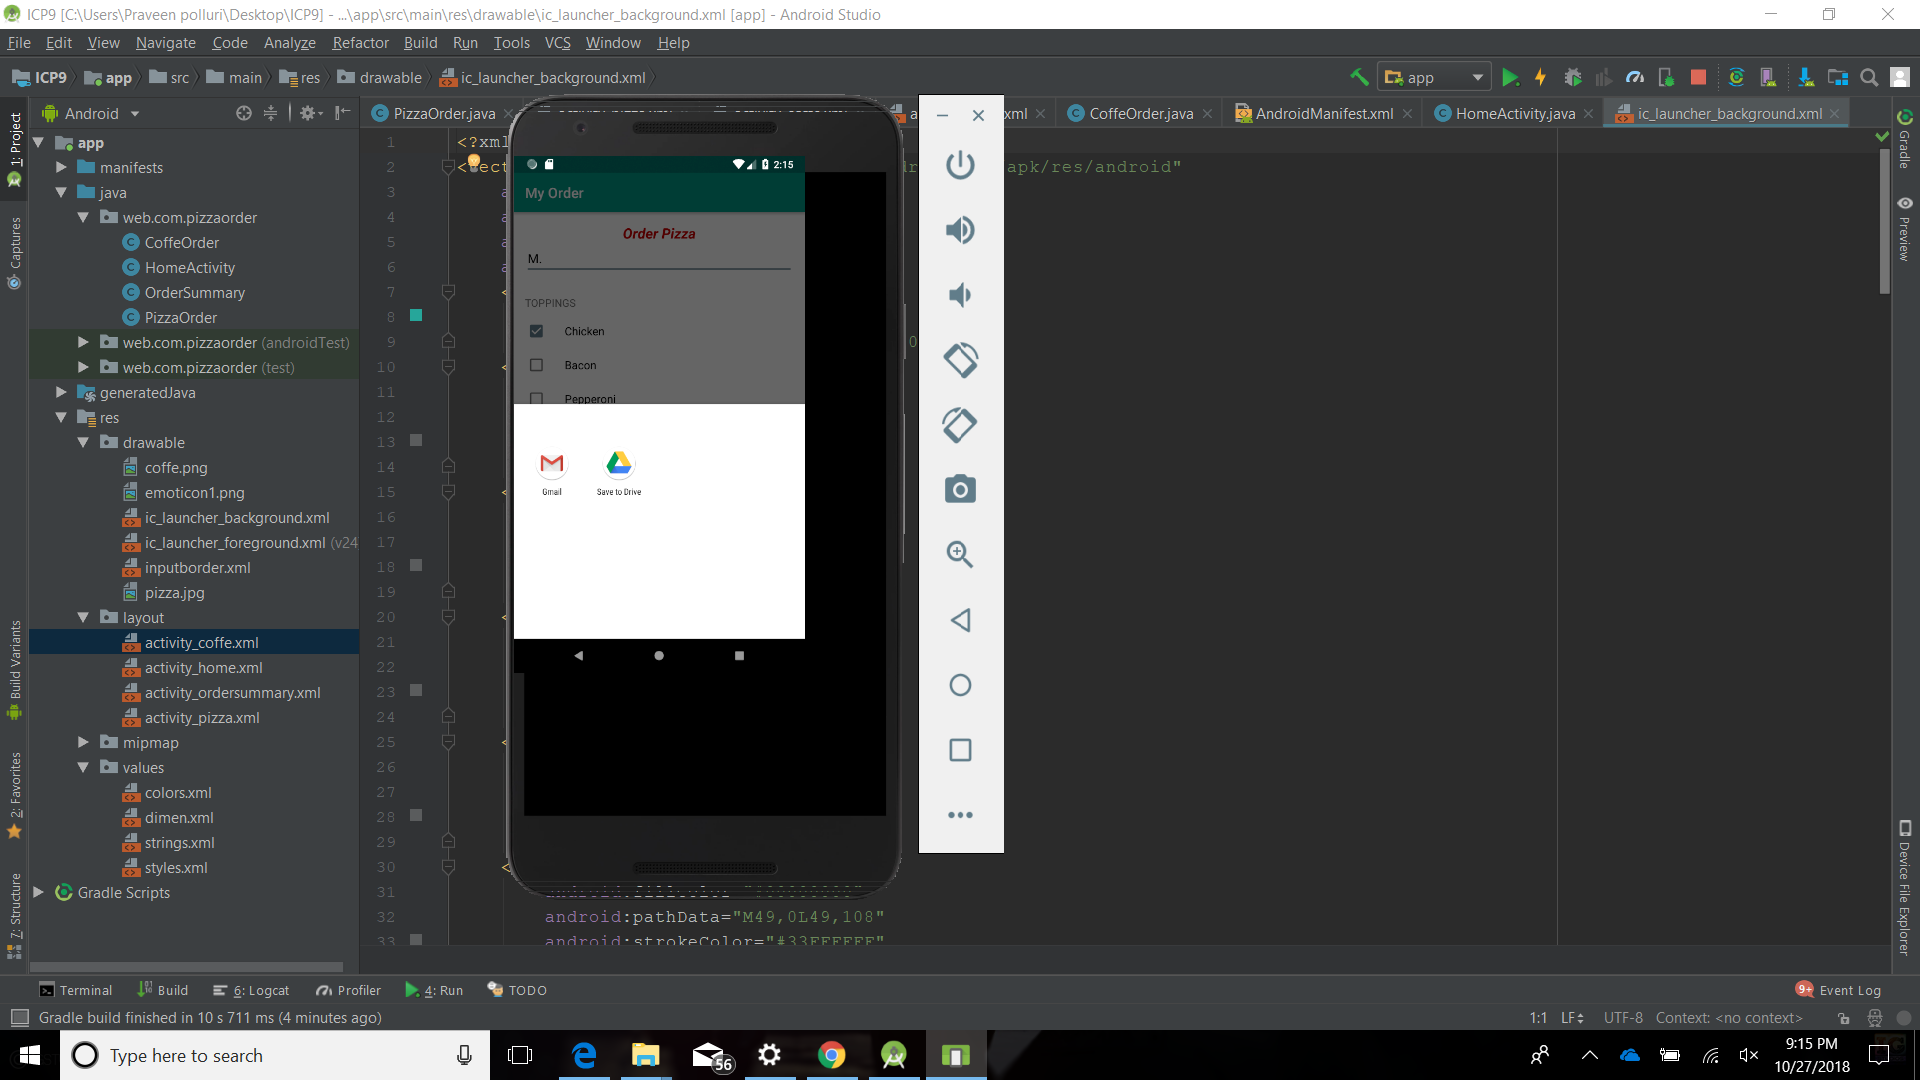 ICP9 [C:\Users\Praveen polluri\Desktop\ICP9] - ...\app\src\main\res\drawable\ic_launcher_background.xml [app] - Android Studio
File Edit View Navigate Code Analyze Refactor Build Run Tools VCS Window Help
ICP9 app src main res drawable ic_launcher_background.xml app
Android PizzaOrder.java xml CoffeOrder.java AndroidManifest.xml HomeActivity.java ic_launcher_background.xml
1: Project
Captures
Build Variants
2: Favorites
7: Structure
app
manifests
java
web.com.pizzaorder
CoffeOrder
HomeActivity
OrderSummary
PizzaOrder
web.com.pizzaorder (androidTest)
web.com.pizzaorder (test)
generatedJava
res
drawable
coffe.png
emoticon1.png
ic_launcher_background.xml
ic_launcher_foreground.xml (v24
inputborder.xml
pizza.jpg
layout
activity_coffe.xml
activity_home.xml
activity_ordersummary.xml
activity_pizza.xml
mipmap
values
colors.xml
dimen.xml
strings.xml
styles.xml
Gradle Scripts
1 <?xml
2 apk/res/android"
3
4
5
6
7 <
8
9
10 <
11
12
13
14
15 <
16
17
18
19
20 <
21
22
23
24
25 <
26
27
28
29
30 <
31
32 android:pathData="M49,0L49,108"
33 android:strokeColor="#33FFFFFF"
2:15
My Order
Order Pizza
M.
TOPPINGS
Chicken
Bacon
Pepperoni
Gmail Save to Drive
Gradle
Preview
Device File Explorer
Terminal Build 6: Logcat Profiler 4: Run TODO 9+ Event Log
Gradle build finished in 10 s 711 ms (4 minutes ago) 1:1 LF UTF-8 Context: <no context>
Type here to search 56 9:15 PM
10/27/2018